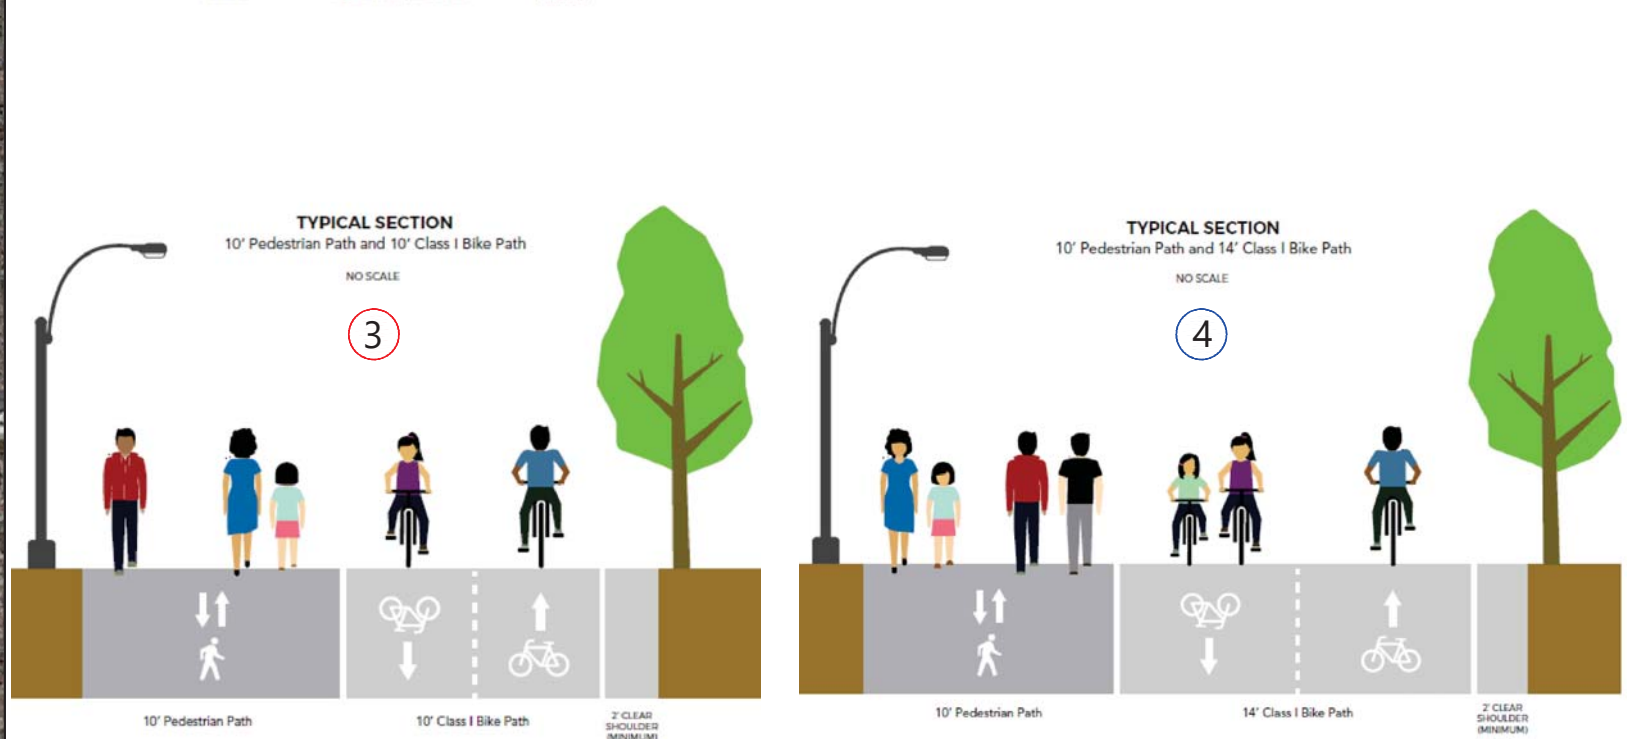 TYPICAL SECTION
10' Pedestrian Path and 10' Class I Bike Path
NO SCALE
3
10' Pedestrian Path
10' Class I Bike Path
2' CLEAR
SHOULDER
(MINIMUM)
TYPICAL SECTION
10' Pedestrian Path and 14' Class I Bike Path
NO SCALE
4
10' Pedestrian Path
14' Class I Bike Path
2' CLEAR
SHOULDER
(MINIMUM)